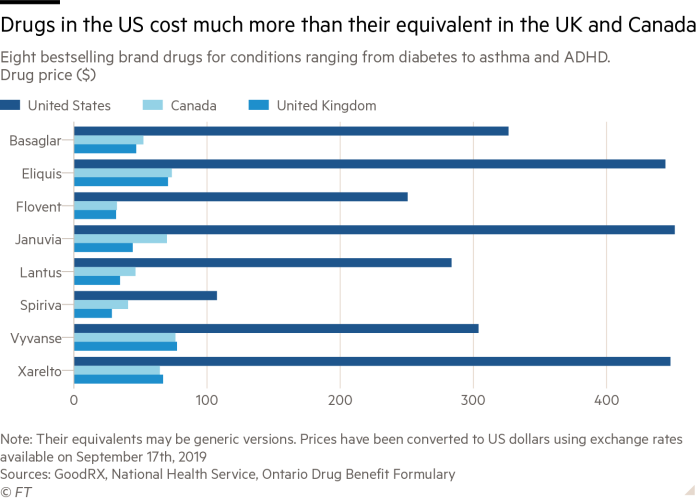 Drugs in the US cost much more than their equivalent in the UK and Canada
Eight bestselling brand drugs for conditions ranging from diabetes to asthma and ADHD.
Drug price ($)
United States Canada United Kingdom
Basaglar
Eliquis
Flovent
Januvia
Lantus
Spiriva
Vyvanse
Xarelto
0 100 200 300 400
Note: Their equivalents may be generic versions. Prices have been converted to US dollars using exchange rates
available on September 17th, 2019
Sources: GoodRX, National Health Service, Ontario Drug Benefit Formulary
© FT